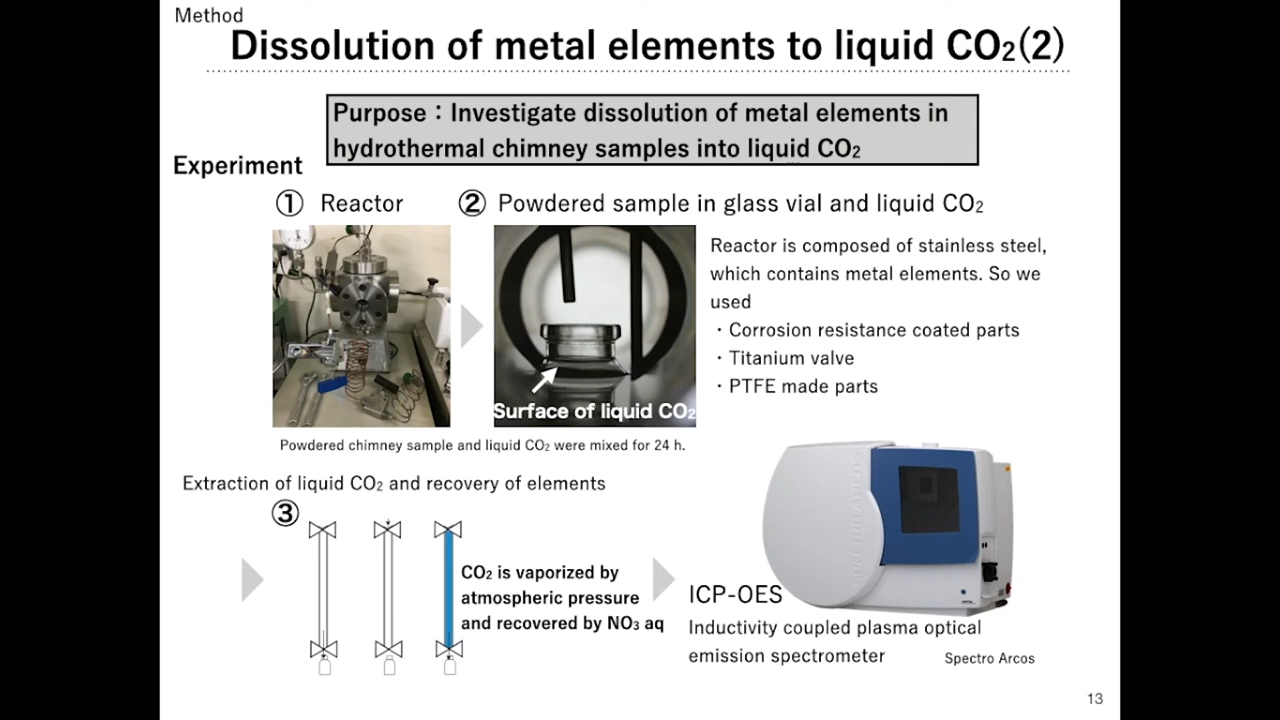 Method
Dissolution of metal elements to liquid CO₂(2)
Purpose：Investigate dissolution of metal elements in
hydrothermal chimney samples into liquid CO₂
Experiment
① Reactor
② Powdered sample in glass vial and liquid CO₂
Reactor is composed of stainless steel,
which contains metal elements. So we
used
・Corrosion resistance coated parts
・Titanium valve
・PTFE made parts
Surface of liquid CO₂
Powdered chimney sample and liquid CO₂ were mixed for 24 h.
Extraction of liquid CO₂ and recovery of elements
③
CO₂ is vaporized by
atmospheric pressure
and recovered by NO₃ aq
ICP-OES
Inductivity coupled plasma optical
emission spectrometer
Spectro Arcos
13